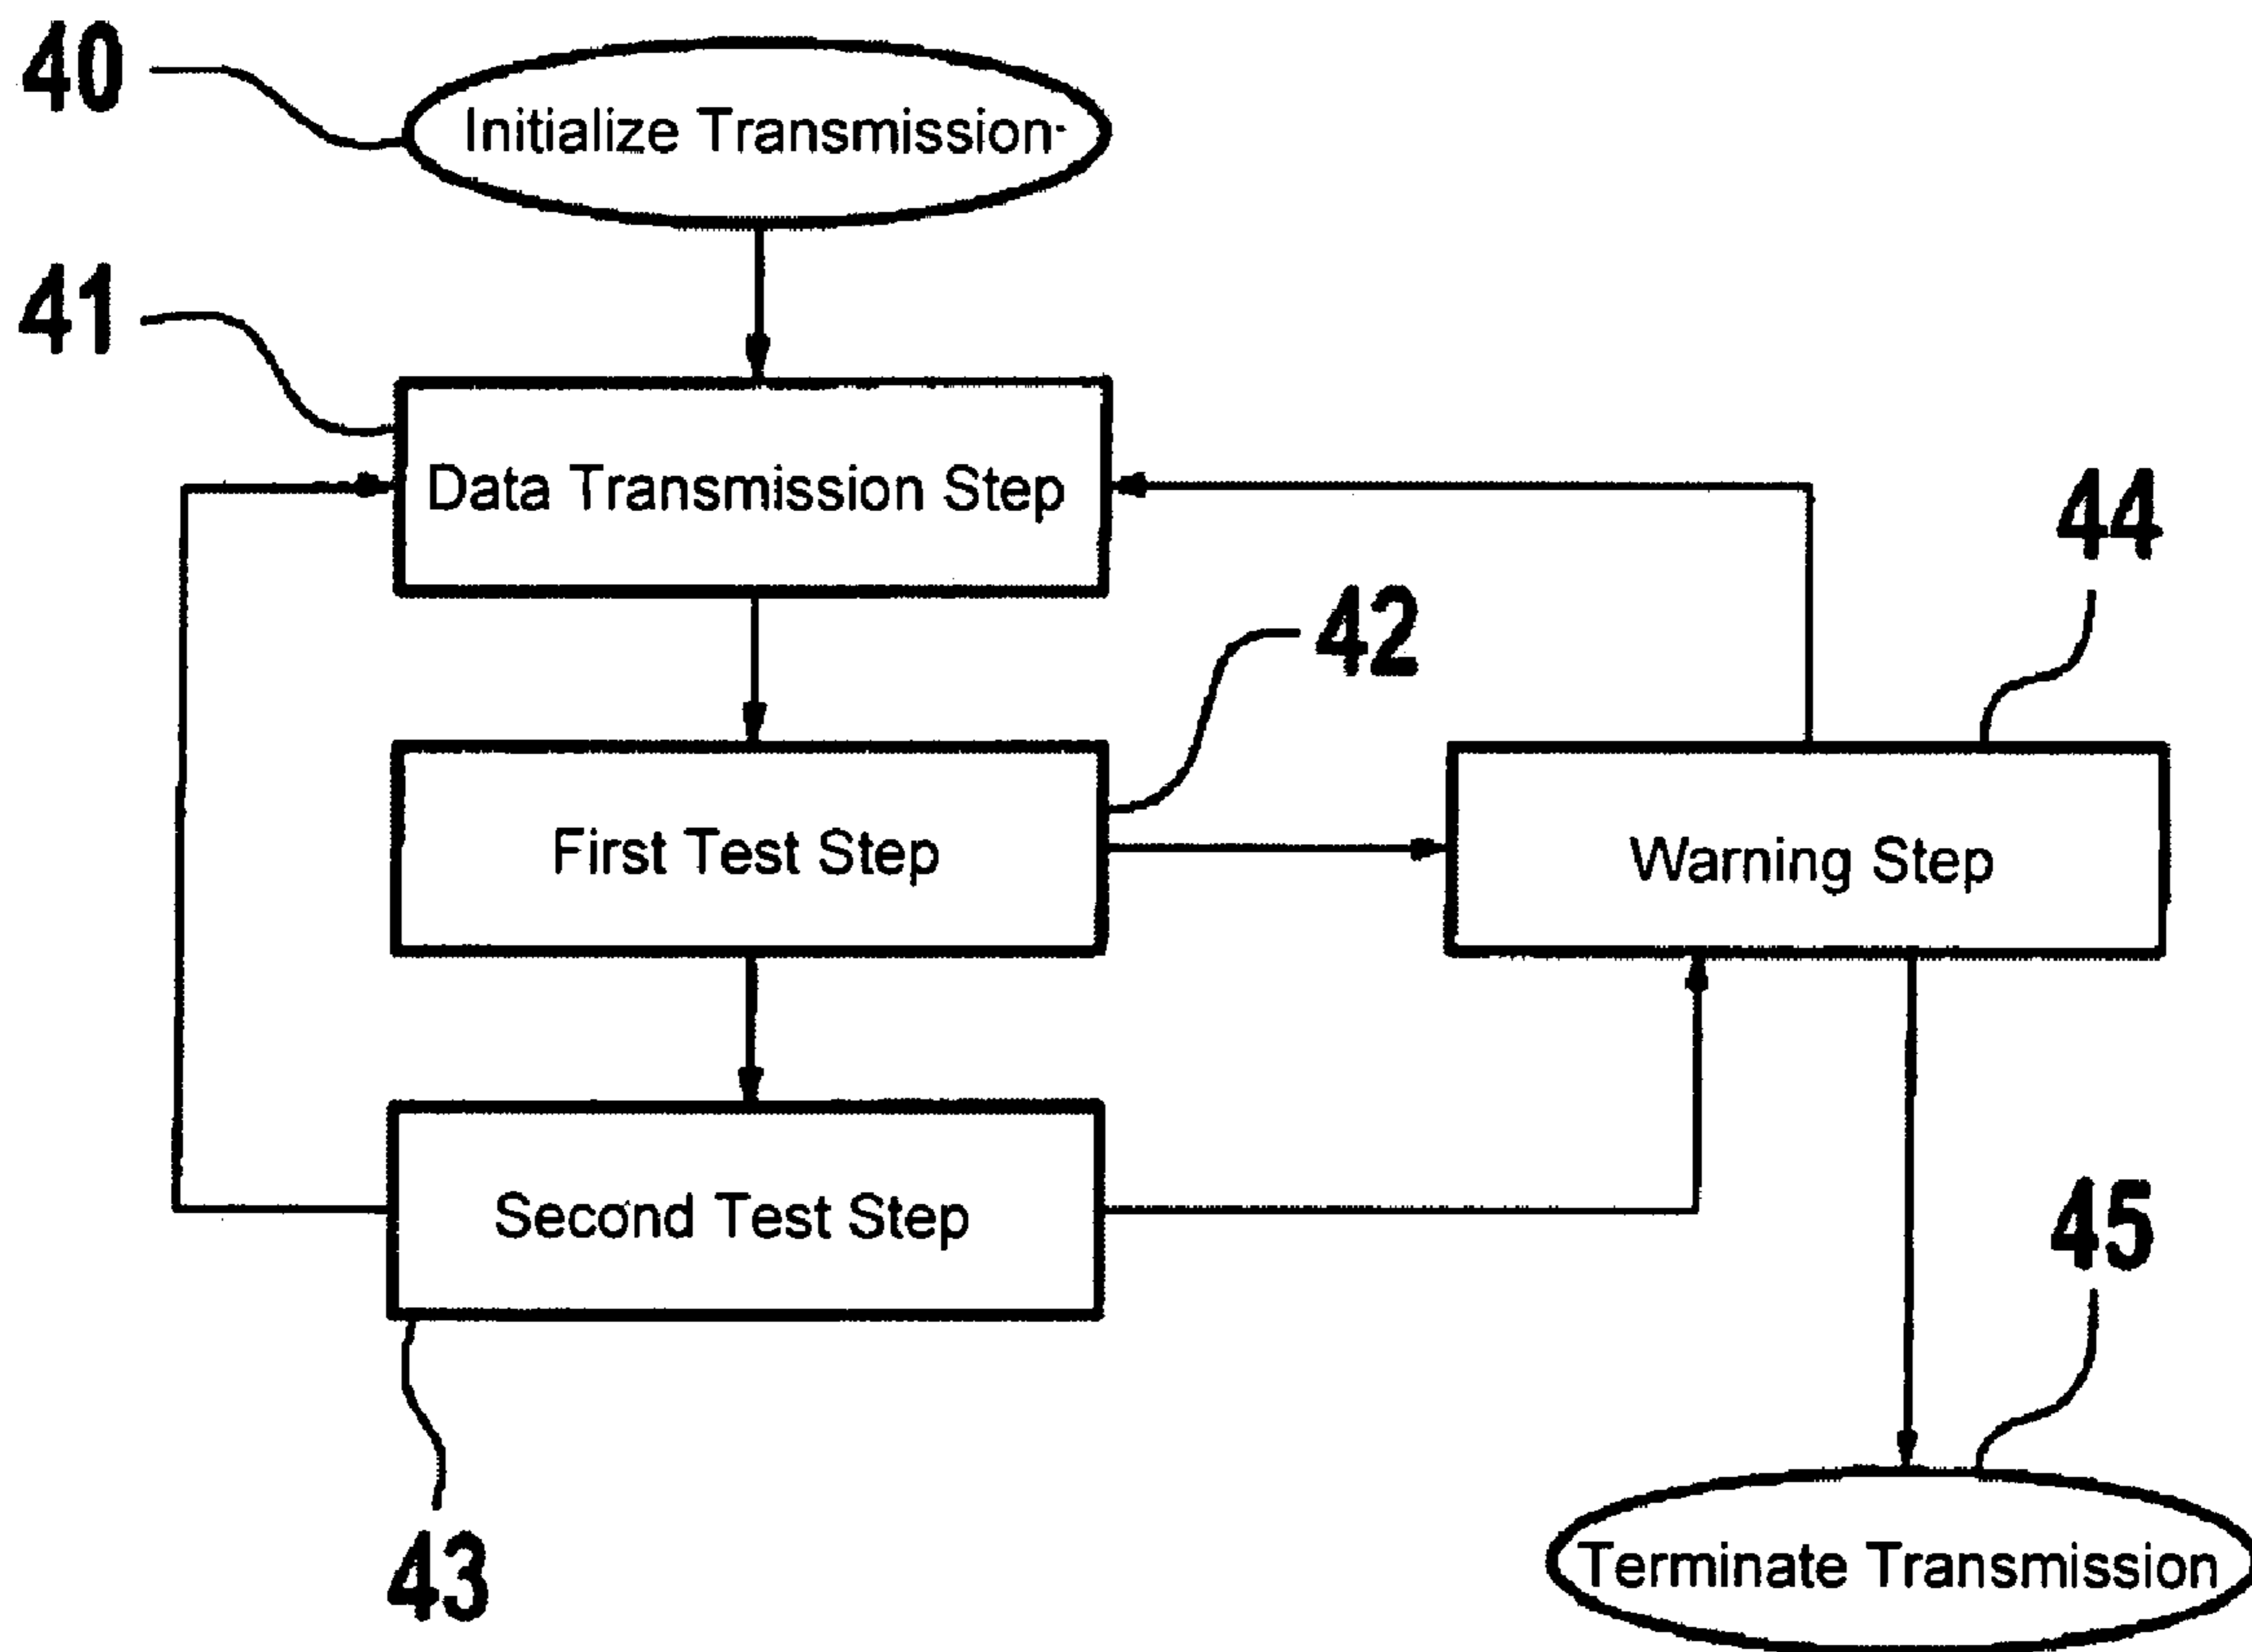 40
Initialize Transmission
41
Data Transmission Step
44
42
First Test Step
Warning Step
Second Test Step
45
43
Terminate Transmission